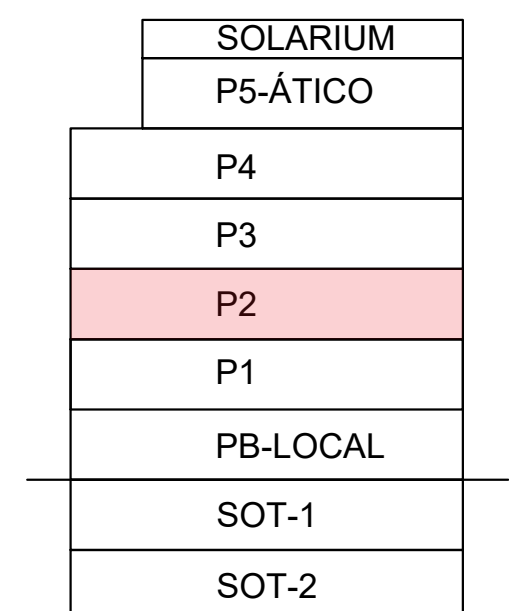 SOLARIUM
P5-ÁTICO
P4
P3
P2
P1
PB-LOCAL
SOT-1
SOT-2